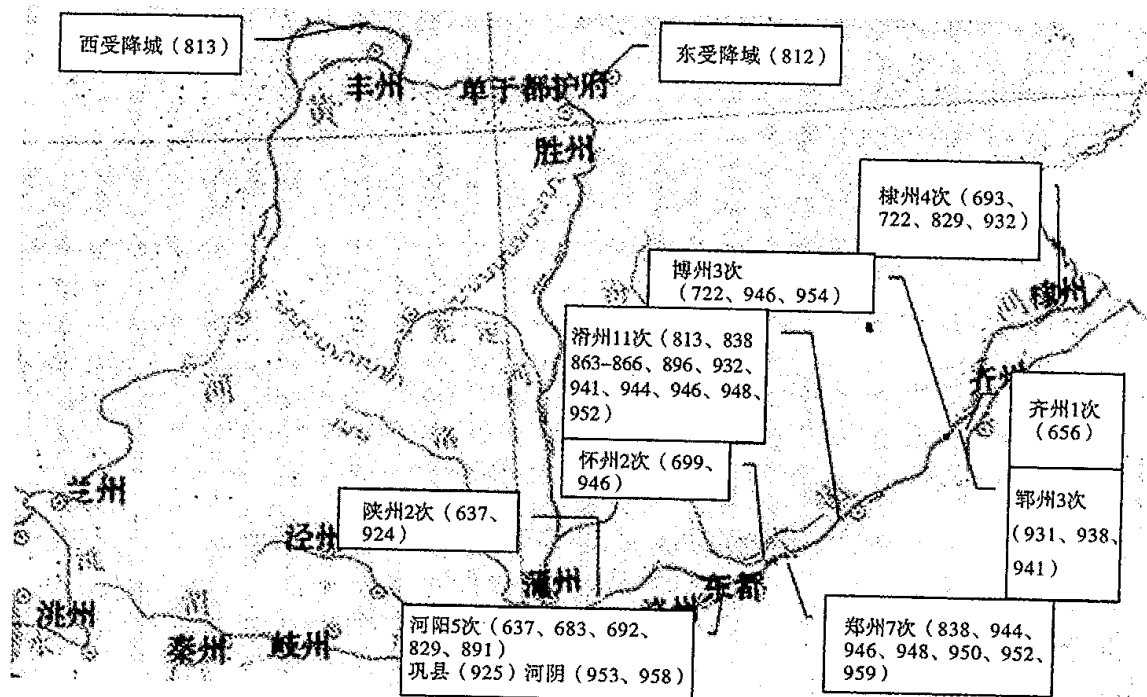 西受降城（813）
东受降域（812）
丰州
单于都护府
胜州
棣州4次（693、
722、829、932）
博州3次
（722、946、954）
棣州
滑州11次（813、838
863-866、896、932、
941、944、946、948、
952）
齐州
齐州1次
（656）
怀州2次（699、
946）
郓州3次
（931、938、
941）
兰州
陕州2次（637、
924）
泾州
蒲州
东都
洮州
秦州
岐州
河阳5次（637、683、692、
829、891）
巩县（925）河阴（953、958）
郑州7次（838、944、
946、948、950、952、
959）